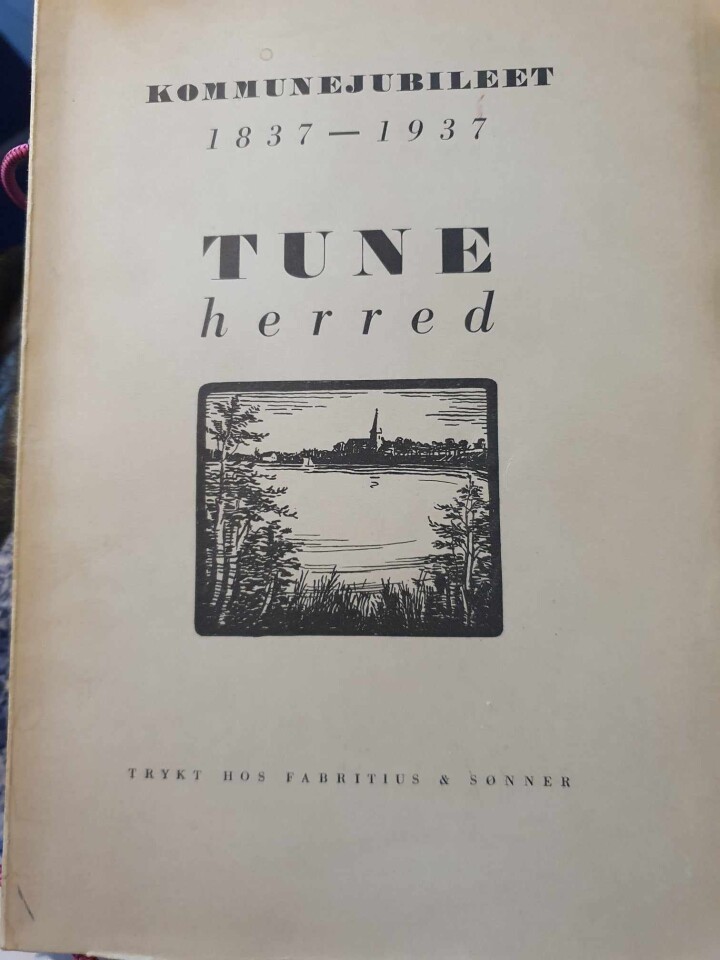 KOMMUNEJUBILEET
1837—1937
TUNE
herred
TRYKT HOS FABRITIUS & SØNNER